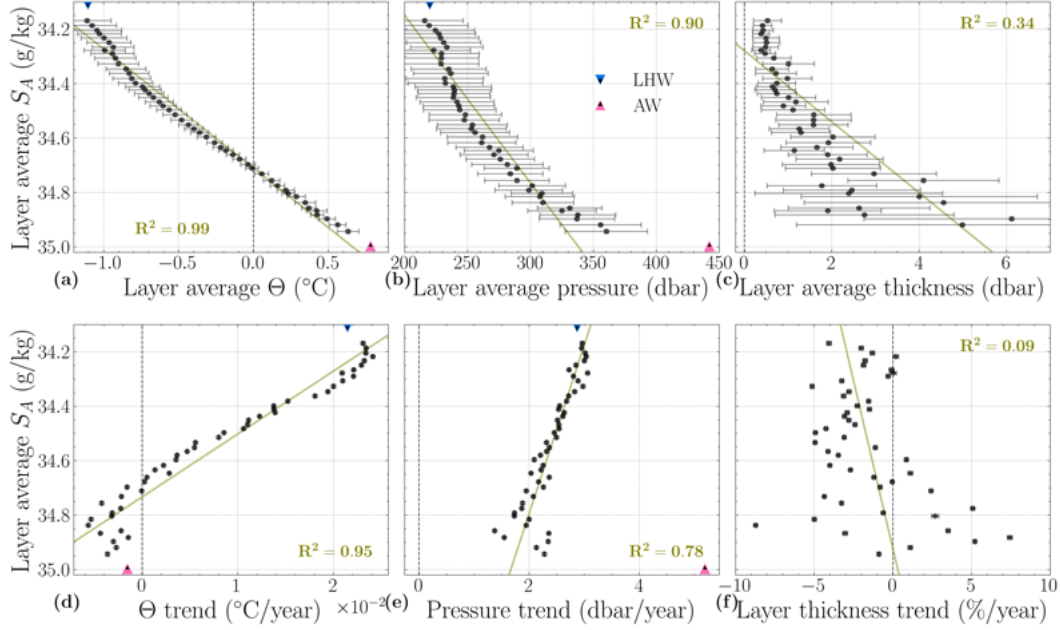 R² = 0.90
R² = 0.34
LHW
AW
R² = 0.99
34.2
34.4
34.6
34.8
35.0
Layer average S_A (g/kg)
−1.0 −0.5 0.0 0.5
200 250 300 350 400 450
0 2 4 6
(a) Layer average Θ (°C)
(b) Layer average pressure (dbar)
(c) Layer average thickness (dbar)
R² = 0.09
R² = 0.95
R² = 0.78
34.2
34.4
34.6
34.8
35.0
Layer average S_A (g/kg)
0 1 2
×10⁻²
0 2 4
−10 −5 0 5 10
(d) Θ trend (°C/year)
(e) Pressure trend (dbar/year)
(f) Layer thickness trend (%/year)